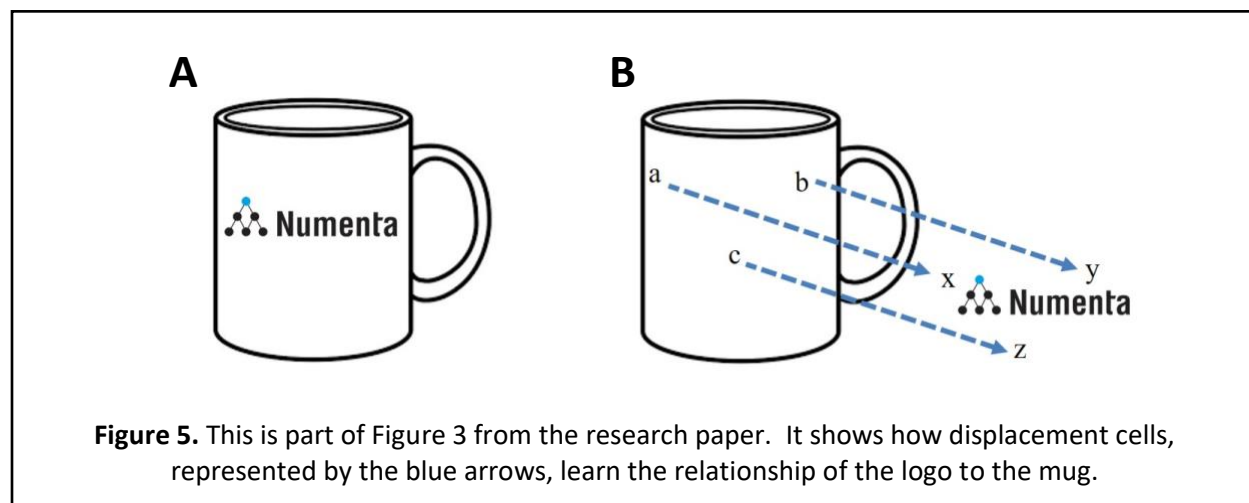 A
B
a
b
Numenta
c
x
y
Numenta
z
Figure 5. This is part of Figure 3 from the research paper. It shows how displacement cells,
represented by the blue arrows, learn the relationship of the logo to the mug.